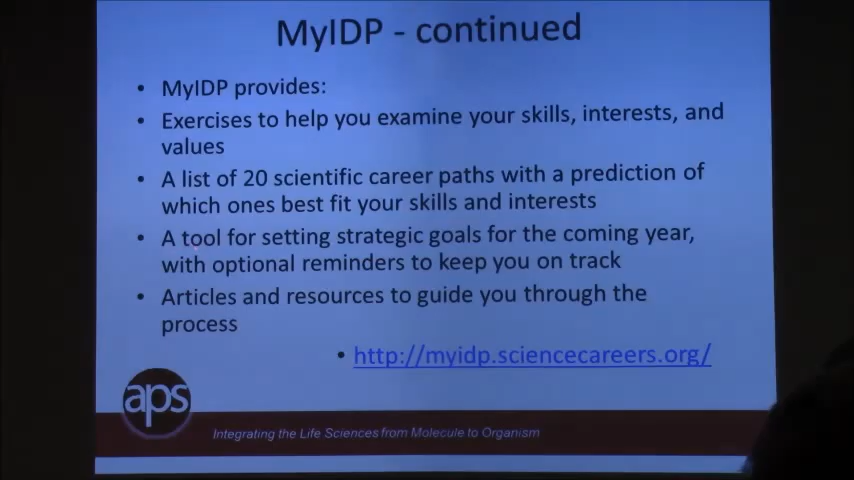 MyIDP - continued
• MyIDP provides:
• Exercises to help you examine your skills, interests, and
values
• A list of 20 scientific career paths with a prediction of
which ones best fit your skills and interests
• A tool for setting strategic goals for the coming year,
with optional reminders to keep you on track
• Articles and resources to guide you through the
process
• http://myidp.sciencecareers.org/
aps
Integrating the Life Sciences from Molecule to Organism